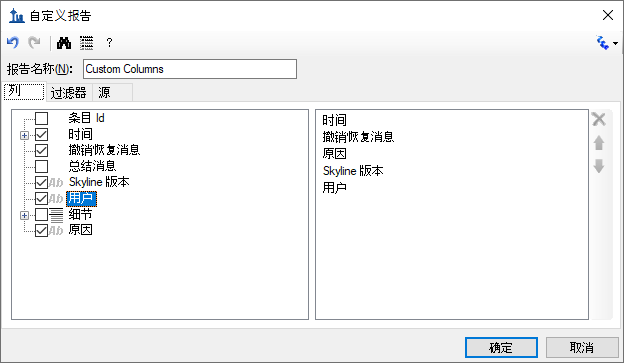 自定义报告
?
报告名称(N):
Custom Columns
列 过滤器 源
条目 Id
时间
撤销恢复消息
总结消息
Ab Skyline 版本
Ab 用户
细节
Ab 原因
时间
撤销恢复消息
原因
Skyline 版本
用户
确定 取消